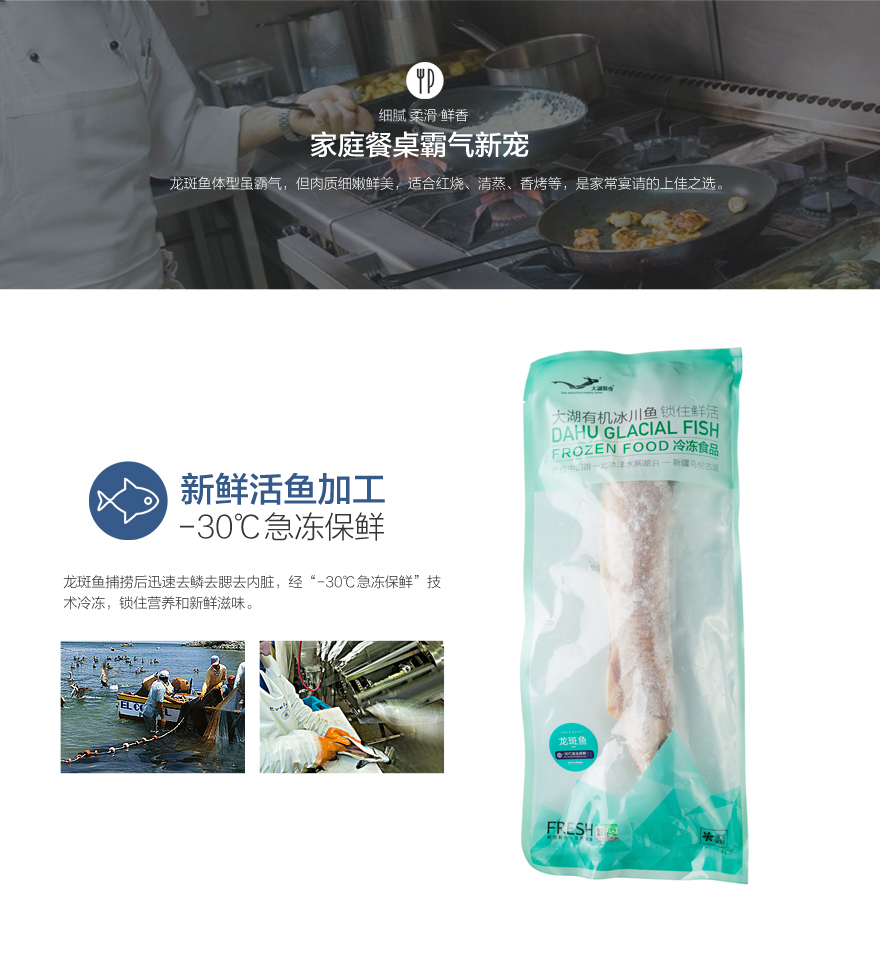 细腻 柔滑 鲜香
家庭餐桌霸气新宠
龙斑鱼体型虽霸气，但肉质细嫩鲜美，适合红烧、清蒸、香烤等，是家常宴请的上佳之选。
新鲜活鱼加工
-30℃急冻保鲜
龙斑鱼捕捞后迅速去鳞去腮去内脏，经“-30℃急冻保鲜”技
术冷冻，锁住营养和新鲜滋味。
大湖股份
大湖有机冰川鱼 锁住鲜活
DAHU GLACIAL FISH
FROZEN FOOD 冷冻食品
龙斑鱼
FRESH